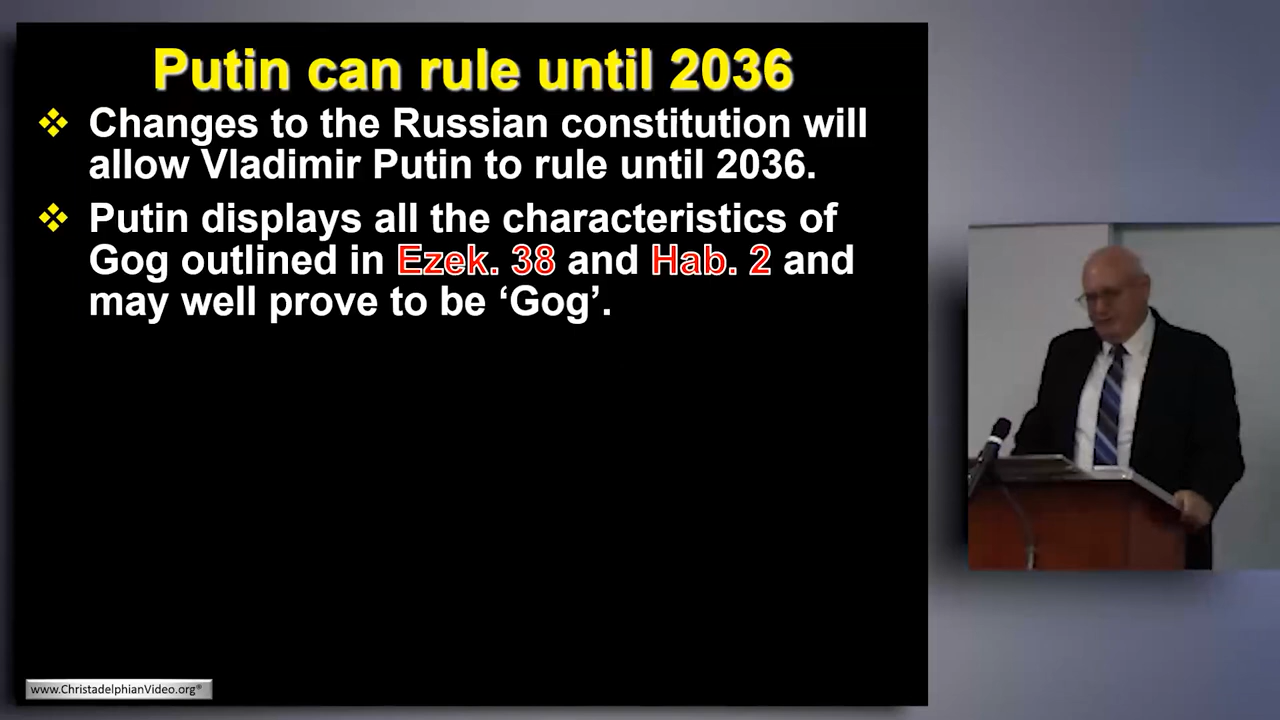 Putin can rule until 2036
❖ Changes to the Russian constitution will
allow Vladimir Putin to rule until 2036.
❖ Putin displays all the characteristics of
Gog outlined in Ezek. 38 and Hab. 2 and
may well prove to be ‘Gog’.
www.ChristadelphianVideo.org®